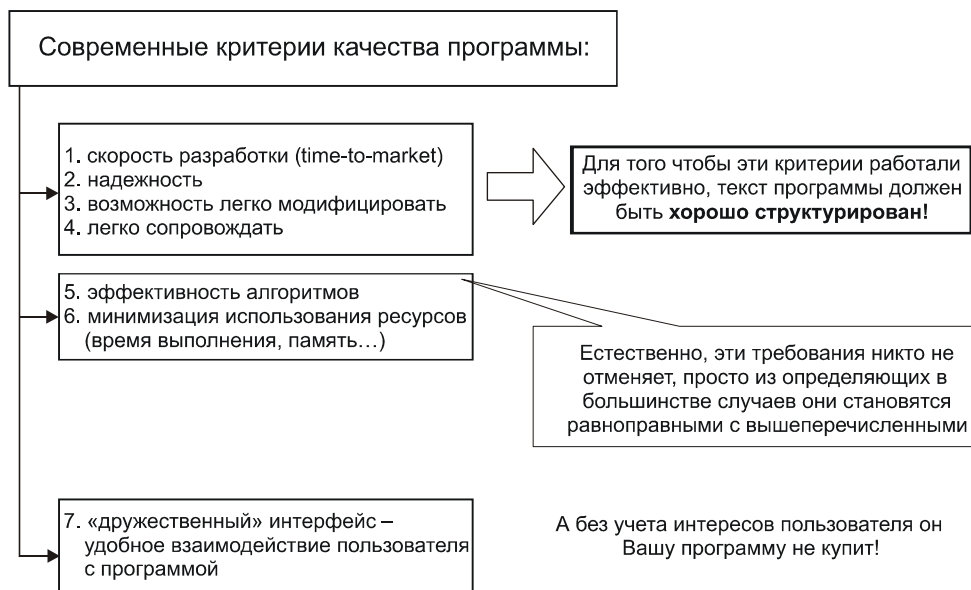 Современные критерии качества программы:
1. скорость разработки (time-to-market)
2. надежность
3. возможность легко модифицировать
4. легко сопровождать
Для того чтобы эти критерии работали
эффективно, текст программы должен
быть хорошо структурирован!
5. эффективность алгоритмов
6. минимизация использования ресурсов
(время выполнения, память…)
Естественно, эти требования никто не
отменяет, просто из определяющих в
большинстве случаев они становятся
равноправными с вышеперечисленными
7. «дружественный» интерфейс –
удобное взаимодействие пользователя
с программой
А без учета интересов пользователя он
Вашу программу не купит!